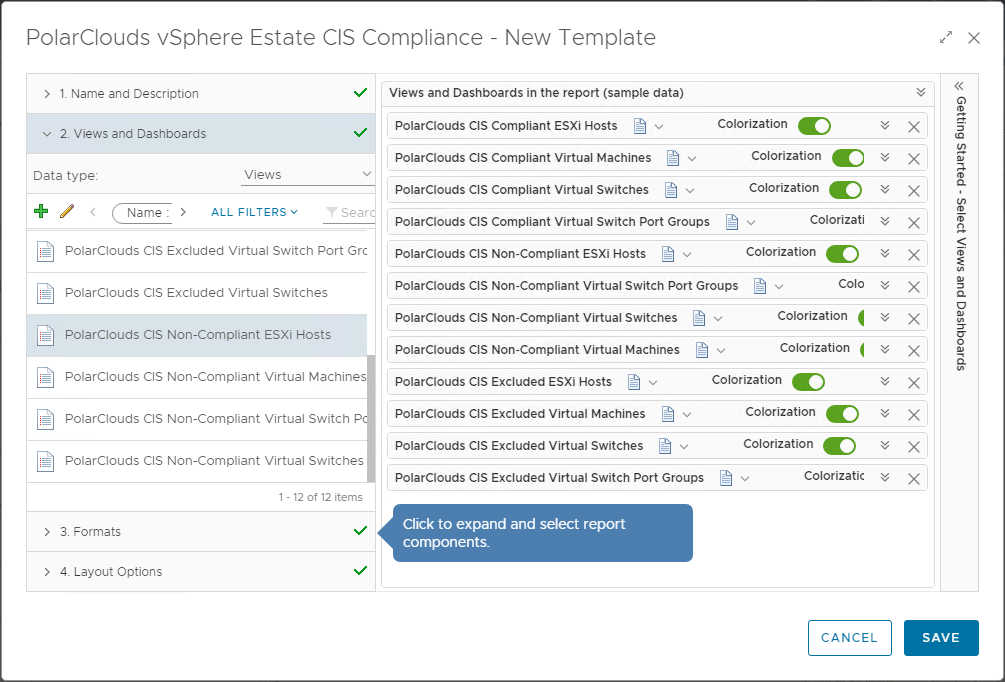 PolarClouds vSphere Estate CIS Compliance - New Template
1. Name and Description
2. Views and Dashboards
Data type:
Views
Name :
ALL FILTERS
Searc
PolarClouds CIS Excluded Virtual Switch Port Grc
PolarClouds CIS Excluded Virtual Switches
PolarClouds CIS Non-Compliant ESXi Hosts
PolarClouds CIS Non-Compliant Virtual Machines
PolarClouds CIS Non-Compliant Virtual Switch Pc
PolarClouds CIS Non-Compliant Virtual Switches
1 - 12 of 12 items
3. Formats
4. Layout Options
Views and Dashboards in the report (sample data)
PolarClouds CIS Compliant ESXi Hosts Colorization
PolarClouds CIS Compliant Virtual Machines Colorization
PolarClouds CIS Compliant Virtual Switches Colorization
PolarClouds CIS Compliant Virtual Switch Port Groups Colorizati
PolarClouds CIS Non-Compliant ESXi Hosts Colorization
PolarClouds CIS Non-Compliant Virtual Switch Port Groups Colo
PolarClouds CIS Non-Compliant Virtual Switches Colorization
PolarClouds CIS Non-Compliant Virtual Machines Colorization
PolarClouds CIS Excluded ESXi Hosts Colorization
PolarClouds CIS Excluded Virtual Machines Colorization
PolarClouds CIS Excluded Virtual Switches Colorization
PolarClouds CIS Excluded Virtual Switch Port Groups Colorizatic
Click to expand and select report
components.
Getting Started - Select Views and Dashboards
CANCEL
SAVE